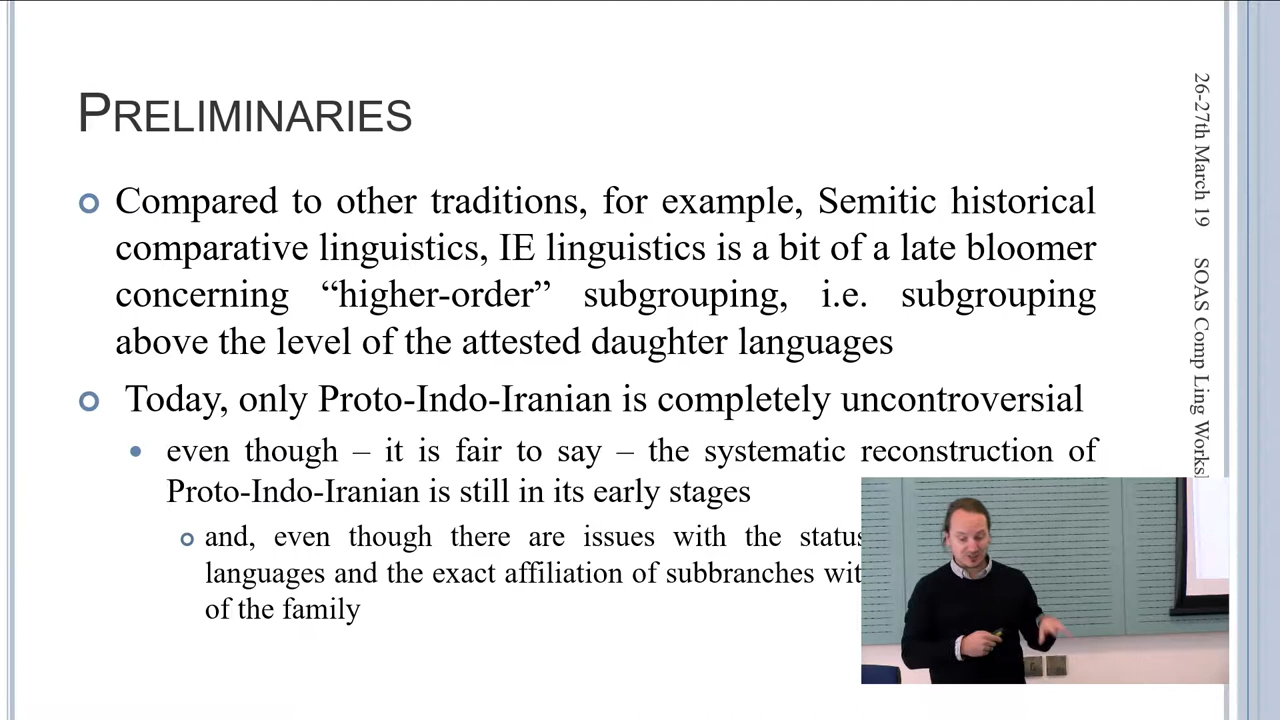 PRELIMINARIES
Compared to other traditions, for example, Semitic historical
comparative linguistics, IE linguistics is a bit of a late bloomer
concerning “higher-order” subgrouping, i.e. subgrouping
above the level of the attested daughter languages
Today, only Proto-Indo-Iranian is completely uncontroversial
even though – it is fair to say – the systematic reconstruction of
Proto-Indo-Iranian is still in its early stages
and, even though there are issues with the status
languages and the exact affiliation of subbranches
of the family
26-27th March 19 SOAS Comp Ling